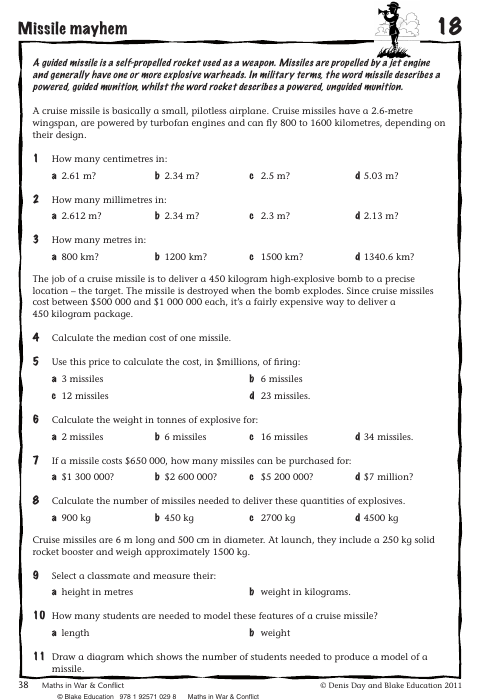 Missile mayhem 18
A guided missile is a self-propelled rocket used as a weapon. Missiles are propelled by a jet engine
and generally have one or more explosive warheads. In military terms, the word missile describes a
powered, guided munition, whilst the word rocket describes a powered, unguided munition.
A cruise missile is basically a small, pilotless airplane. Cruise missiles have a 2.6-metre
wingspan, are powered by turbofan engines and can fly 800 to 1600 kilometres, depending on
their design.
1 How many centimetres in:
a 2.61 m? b 2.34 m? c 2.5 m? d 5.03 m?
2 How many millimetres in:
a 2.612 m? b 2.34 m? c 2.3 m? d 2.13 m?
3 How many metres in:
a 800 km? b 1200 km? c 1500 km? d 1340.6 km?
The job of a cruise missile is to deliver a 450 kilogram high-explosive bomb to a precise
location – the target. The missile is destroyed when the bomb explodes. Since cruise missiles
cost between $500 000 and $1 000 000 each, it's a fairly expensive way to deliver a
450 kilogram package.
4 Calculate the median cost of one missile.
5 Use this price to calculate the cost, in $millions, of firing:
a 3 missiles b 6 missiles
c 12 missiles d 23 missiles.
6 Calculate the weight in tonnes of explosive for:
a 2 missiles b 6 missiles c 16 missiles d 34 missiles.
7 If a missile costs $650 000, how many missiles can be purchased for:
a $1 300 000? b $2 600 000? c $5 200 000? d $7 million?
8 Calculate the number of missiles needed to deliver these quantities of explosives.
a 900 kg b 450 kg c 2700 kg d 4500 kg
Cruise missiles are 6 m long and 500 cm in diameter. At launch, they include a 250 kg solid
rocket booster and weigh approximately 1500 kg.
9 Select a classmate and measure their:
a height in metres b weight in kilograms.
10 How many students are needed to model these features of a cruise missile?
a length b weight
11 Draw a diagram which shows the number of students needed to produce a model of a
missile.
38 Maths in War & Conflict © Denis Day and Blake Education 2011
© Blake Education 978 1 92571 029 8 Maths in War & Conflict